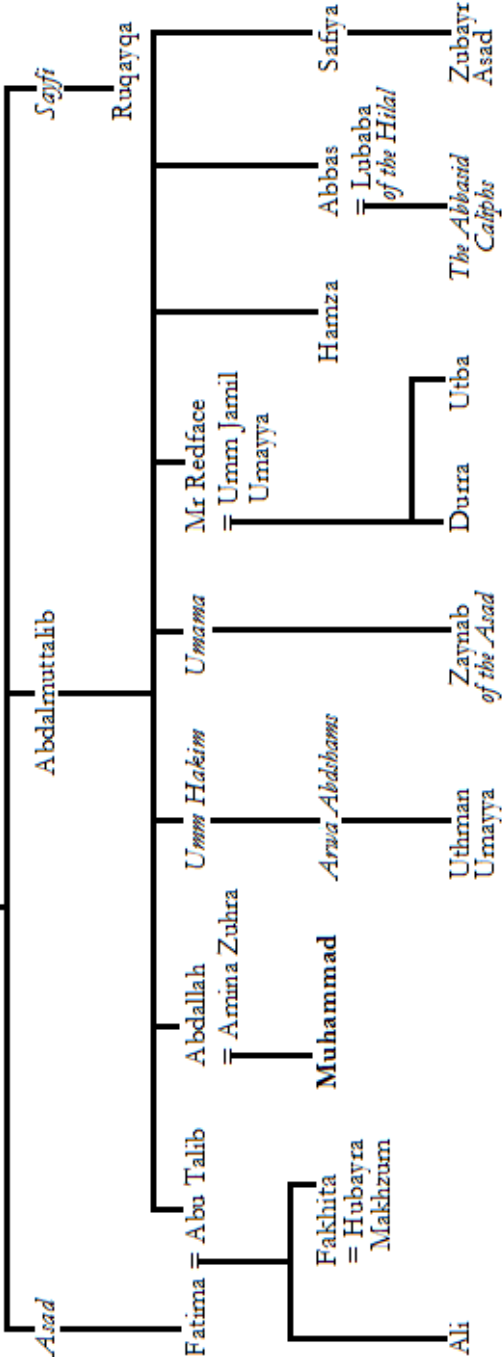 Asad
Abdalmuttalib
Sayfi
Ruqayqa
Fatima = Abu Talib
Abdallah
= Amina Zuhra
Umm Hakim
Umama
Mr Redface
= Umm Jamil
Umayya
Fakhita
= Hubayra
Makhzum
Muhammad
Arwa Abdshams
Hamza
Abbas
= Lubaba
of the Hilal
Safiya
Ali
Uthman
Umayya
Zaynab
of the Asad
Durra
Utba
The Abbasid
Caliphs
Zubayr
Asad